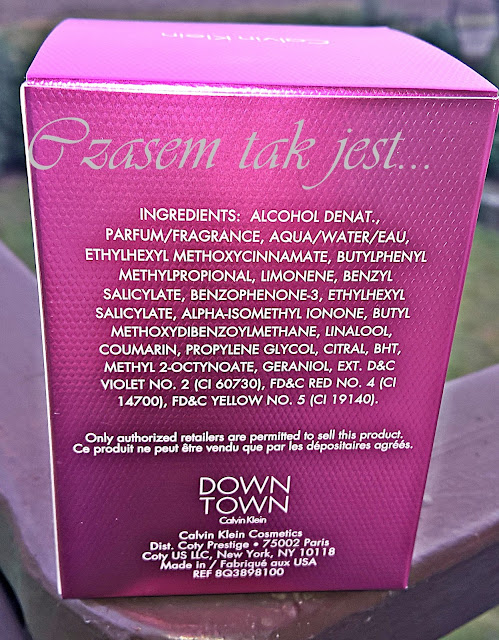 Calvin Klein
Czasem tak jest...
INGREDIENTS: ALCOHOL DENAT.,
PARFUM/FRAGRANCE, AQUA/WATER/EAU,
ETHYLHEXYL METHOXYCINNAMATE, BUTYLPHENYL
METHYLPROPIONAL, LIMONENE, BENZYL
SALICYLATE, BENZOPHENONE-3, ETHYLHEXYL
SALICYLATE, ALPHA-ISOMETHYL IONONE, BUTYL
METHOXYDIBENZOYLMETHANE, LINALOOL,
COUMARIN, PROPYLENE GLYCOL, CITRAL, BHT,
METHYL 2-OCTYNOATE, GERANIOL, EXT. D&C
VIOLET NO. 2 (CI 60730), FD&C RED NO. 4 (CI
14700), FD&C YELLOW NO. 5 (CI 19140).
Only authorized retailers are permitted to sell this product.
Ce produit ne peut être vendu que par les dépositaires agréés.
DOWN
TOWN
Calvin Klein
Calvin Klein Cosmetics
Dist. Coty Prestige • 75002 Paris
Coty US LLC, New York, NY 10118
Made in / Fabriqué aux USA
REF 8Q3898100